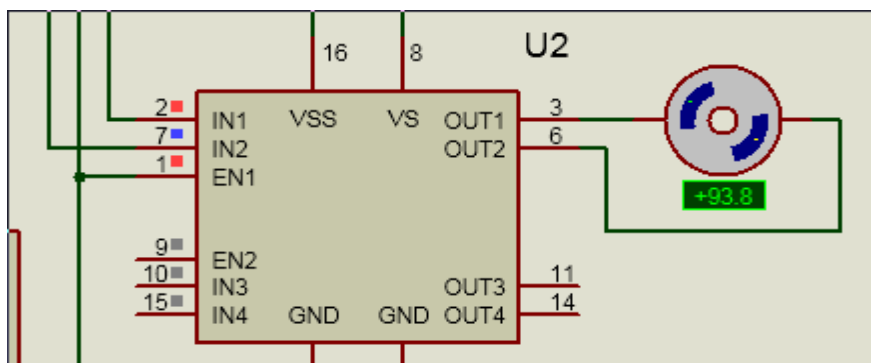 U2
16 8
2 IN1 VSS VS OUT1 3
7 IN2 OUT2 6
1 EN1
+93.8
9 EN2
10 IN3 OUT3 11
15 IN4 GND GND OUT4 14